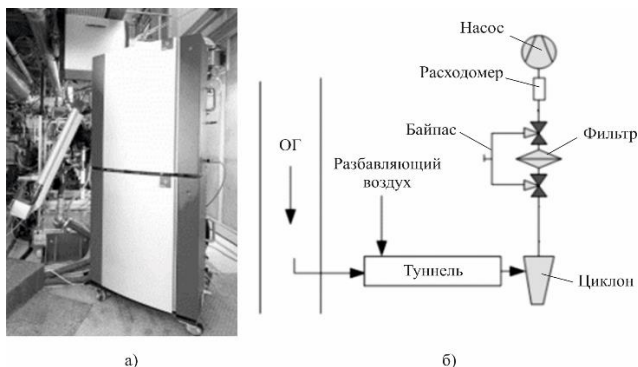 Насос
Расходомер
Байпас
Фильтр
ОГ
Разбавляющий
воздух
Туннель
Циклон
а)
б)